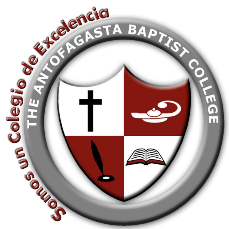 Somos un Colegio de Excelencia
THE ANTOFAGASTA BAPTIST COLLEGE